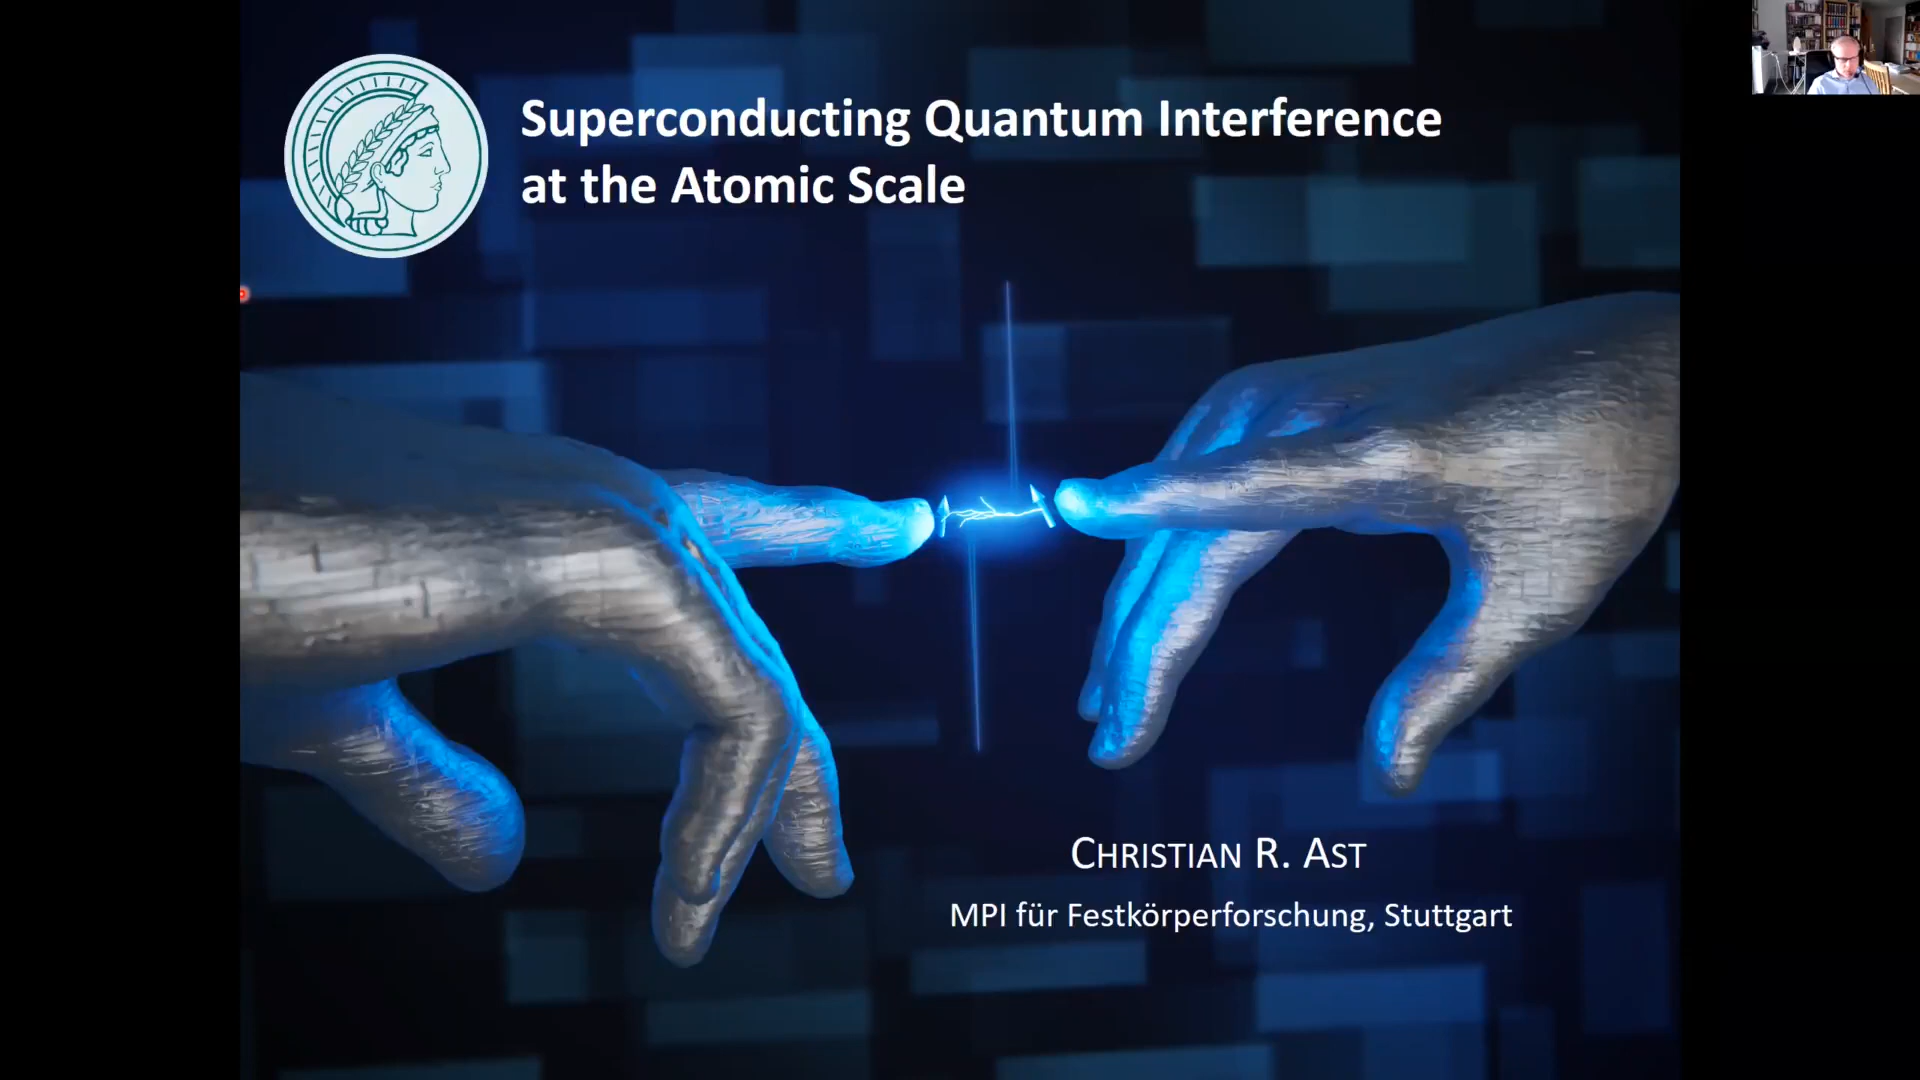 Superconducting Quantum Interference
at the Atomic Scale
CHRISTIAN R. AST
MPI für Festkörperforschung, Stuttgart